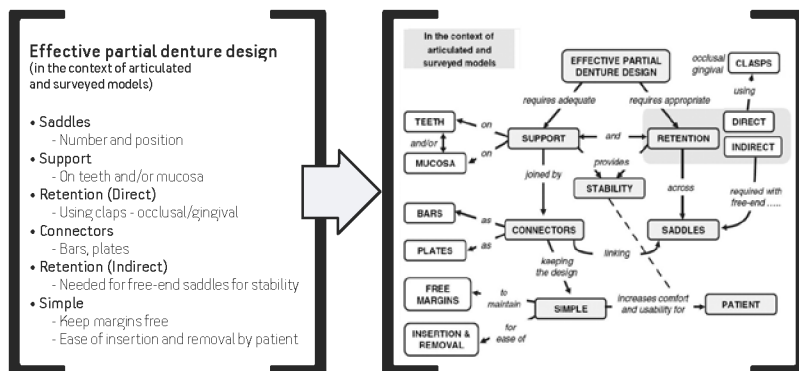 Effective partial denture design
(in the context of articulated
and surveyed models)
• Saddles
- Number and position
• Support
- On teeth and/or mucosa
• Retention (Direct)
- Using claps - occlusal/gingival
• Connectors
- Bars, plates
• Retention (Indirect)
- Needed for free-end saddles for stability
• Simple
- Keep margins free
- Ease of insertion and removal by patient
In the context of
articulated and
surveyed models
EFFECTIVE PARTIAL
DENTURE DESIGN
occlusal
gingival
CLASPS
using
requires adequate
requires appropriate
TEETH
on
and/or
MUCOSA
on
SUPPORT
and
RETENTION
DIRECT
INDIRECT
provides
STABILITY
joined by
across
required with
free-end .....
BARS
as
PLATES
as
CONNECTORS
linking
SADDLES
keeping
the design
FREE
MARGINS
to
maintain
SIMPLE
increases comfort
and usability for
PATIENT
INSERTION &
REMOVAL
for
ease of